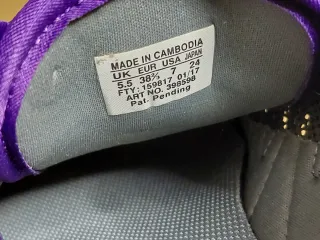 MADE IN CAMBODIA
UK EUR USA JAPAN
5.5 38⅔ 7 24
FTY: 159817 01/17
ART NO. 398598
Pat. Pending